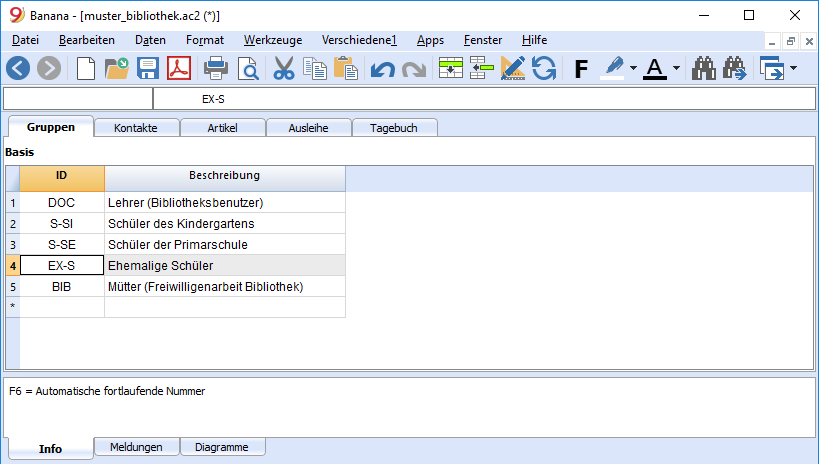 Banana - [muster_bibliothek.ac2 (*)]
Datei Bearbeiten Daten Format Werkzeuge Verschiedene1 Apps Fenster Hilfe
F A
EX-S
Gruppen Kontakte Artikel Ausleihe Tagebuch
Basis
ID Beschreibung
1 DOC Lehrer (Bibliotheksbenutzer)
2 S-SI Schüler des Kindergartens
3 S-SE Schüler der Primarschule
4 EX-S Ehemalige Schüler
5 BIB Mütter (Freiwilligenarbeit Bibliothek)
*
F6 = Automatische fortlaufende Nummer
Info Meldungen Diagramme